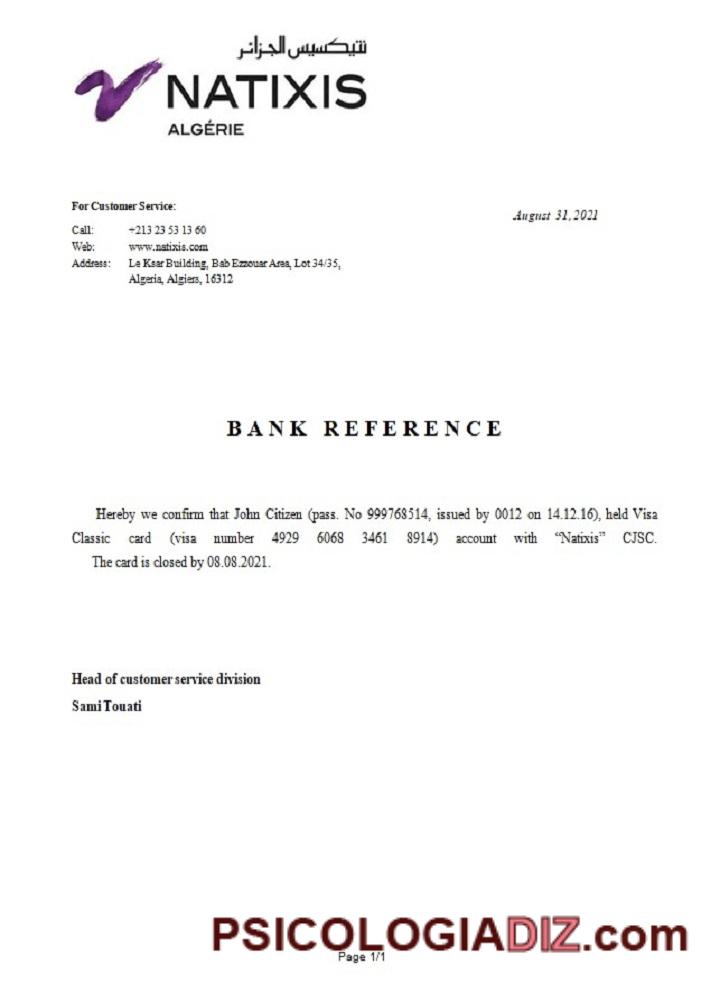 نتيكسيس الجزائر
NATIXIS
ALGÉRIE
For Customer Service:
August 31, 2021
Call: +213 23 53 13 60
Web: www.natixis.com
Address: Le Ksar Building, Bab Ezzouar Area, Lot 34/35,
Algeria, Algiers, 16312
BANK REFERENCE
Hereby we confirm that John Citizen (pass. No 999768514, issued by 0012 on 14.12.16), held Visa
Classic card (visa number 4929 6068 3461 8914) account with “Natixis” CJSC.
The card is closed by 08.08.2021.
Head of customer service division
Sami Touati
PSICOLOGIADIZ.com
Page 1/1